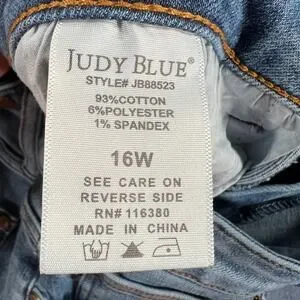 JUDY BLUE®
STYLE# JB88523
93%COTTON
6%POLYESTER
1% SPANDEX
16W
SEE CARE ON
REVERSE SIDE
RN# 116380
MADE IN CHINA